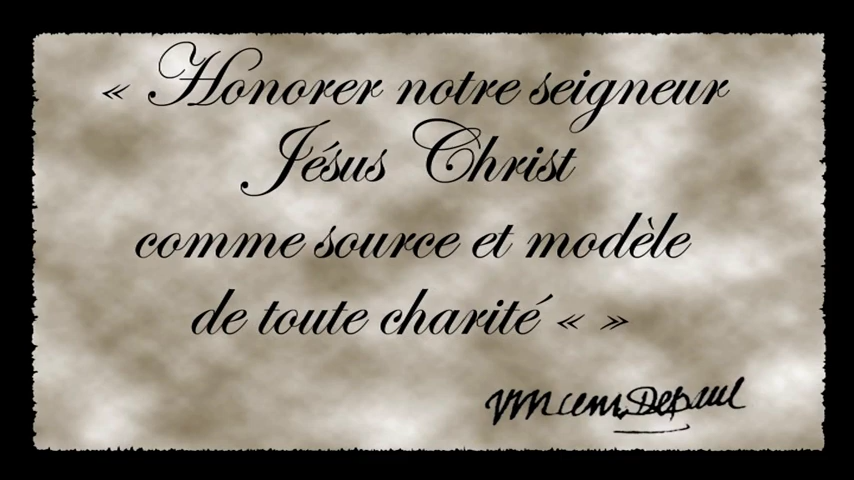 « Honorer notre seigneur
Jésus Christ
comme source et modèle
de toute charité « »
Vincent Depaul